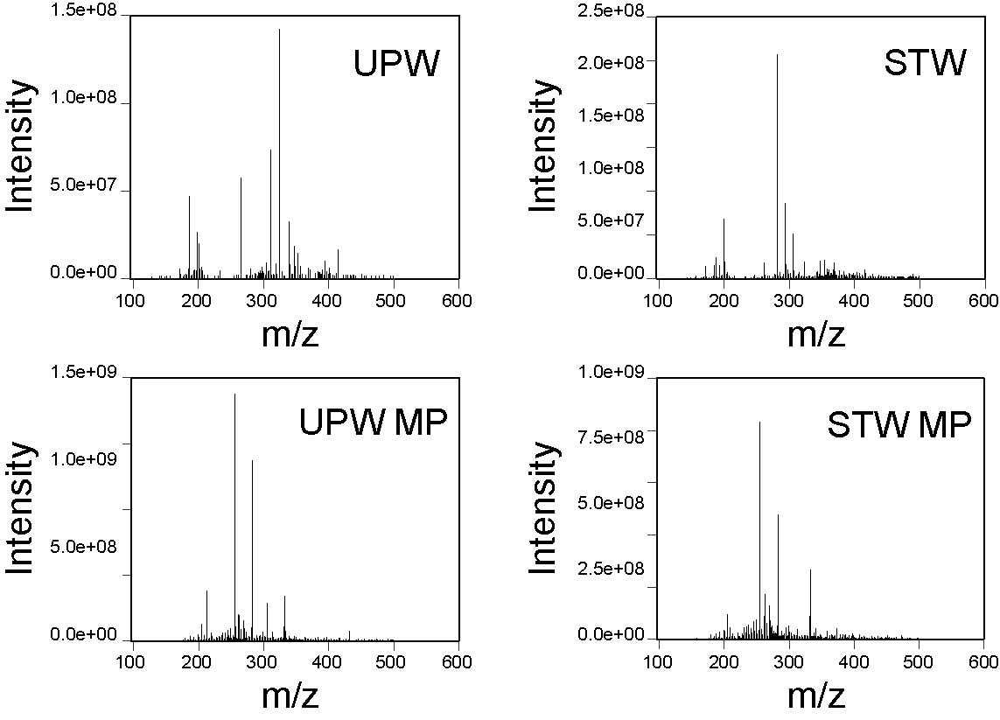 1.5e+08
1.0e+08
5.0e+07
0.0e+00
Intensity
UPW
100 200 300 400 500 600
m/z
2.5e+08
2.0e+08
1.5e+08
1.0e+08
5.0e+07
0.0e+00
Intensity
STW
100 200 300 400 500 600
m/z
1.5e+09
1.0e+09
5.0e+08
0.0e+00
Intensity
UPW MP
100 200 300 400 500 600
m/z
1.0e+09
7.5e+08
5.0e+08
2.5e+08
0.0e+00
Intensity
STW MP
100 200 300 400 500 600
m/z